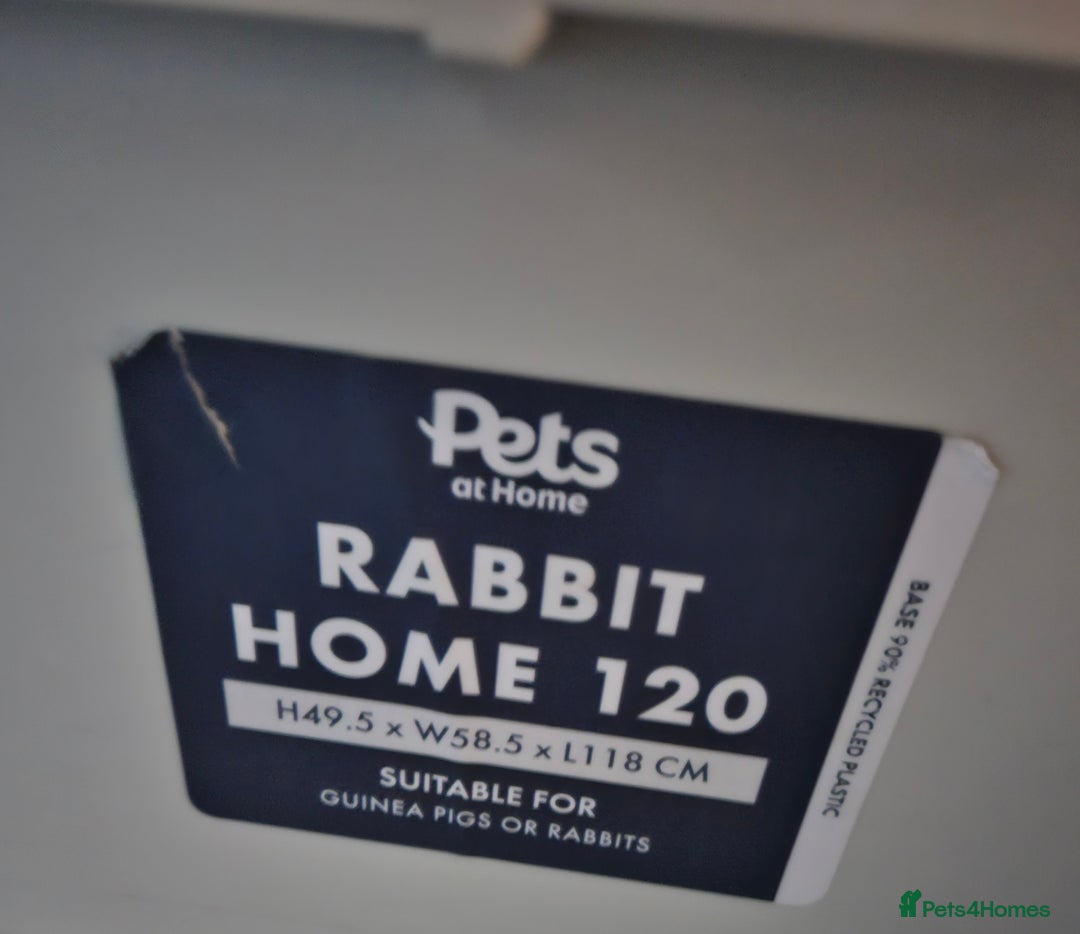 Pets
at Home
RABBIT
HOME 120
H49.5 x W58.5 x L118 CM
SUITABLE FOR
GUINEA PIGS OR RABBITS
BASE 90% RECYCLED PLASTIC
Pets4Homes